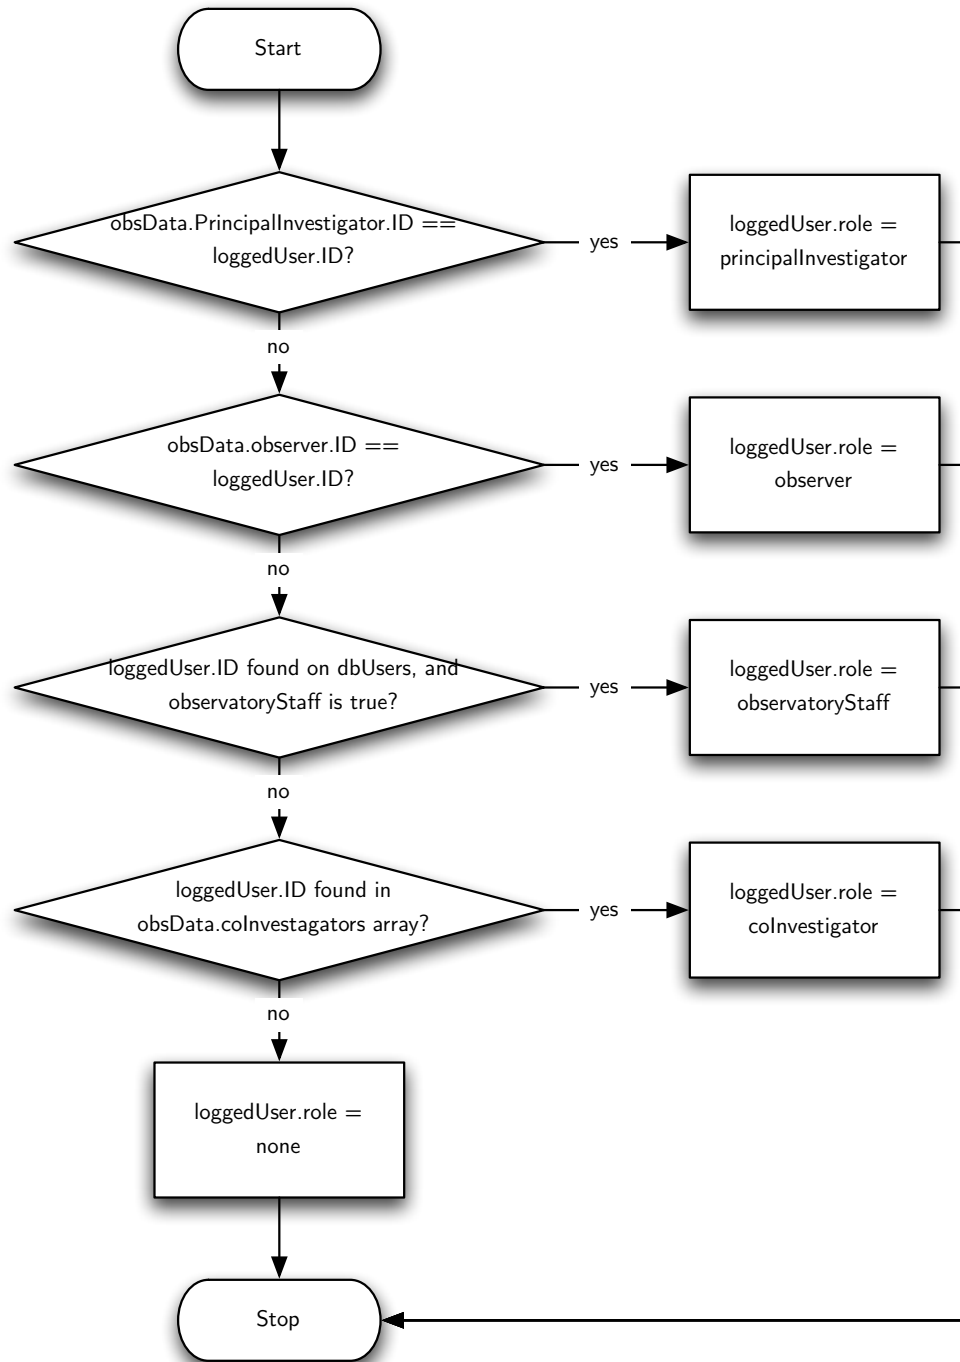 Start
obsData.PrincipalInvestigator.ID ==
loggedUser.ID?
yes
loggedUser.role =
principalInvestigator
no
obsData.observer.ID ==
loggedUser.ID?
yes
loggedUser.role =
observer
no
loggedUser.ID found on dbUsers, and
observatoryStaff is true?
yes
loggedUser.role =
observatoryStaff
no
loggedUser.ID found in
obsData.coInvestagators array?
yes
loggedUser.role =
coInvestigator
no
loggedUser.role =
none
Stop